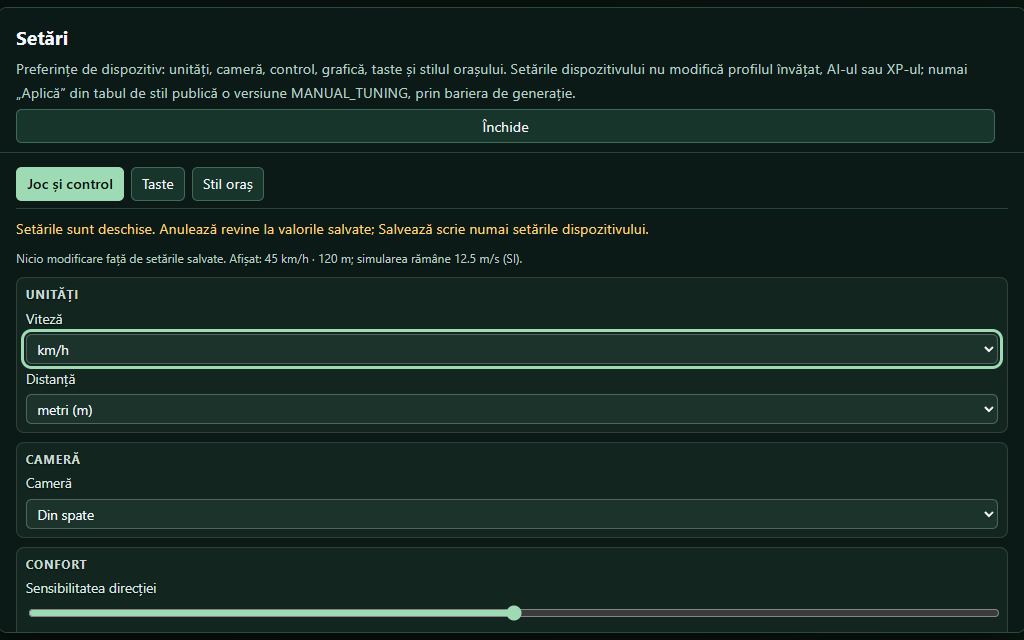 Setări
Preferințe de dispozitiv: unități, cameră, control, grafică, taste și stilul orașului. Setările dispozitivului nu modifică profilul învățat, AI-ul sau XP-ul; numai
„Aplică” din tabul de stil publică o versiune MANUAL_TUNING, prin bariera de generație.
Închide
Joc și control
Taste
Stil oraș
Setările sunt deschise. Anulează revine la valorile salvate; Salvează scrie numai setările dispozitivului.
Nicio modificare față de setările salvate. Afișat: 45 km/h · 120 m; simularea rămâne 12.5 m/s (SI).
UNITĂȚI
Viteză
km/h
Distanță
metri (m)
CAMERĂ
Cameră
Din spate
CONFORT
Sensibilitatea direcției